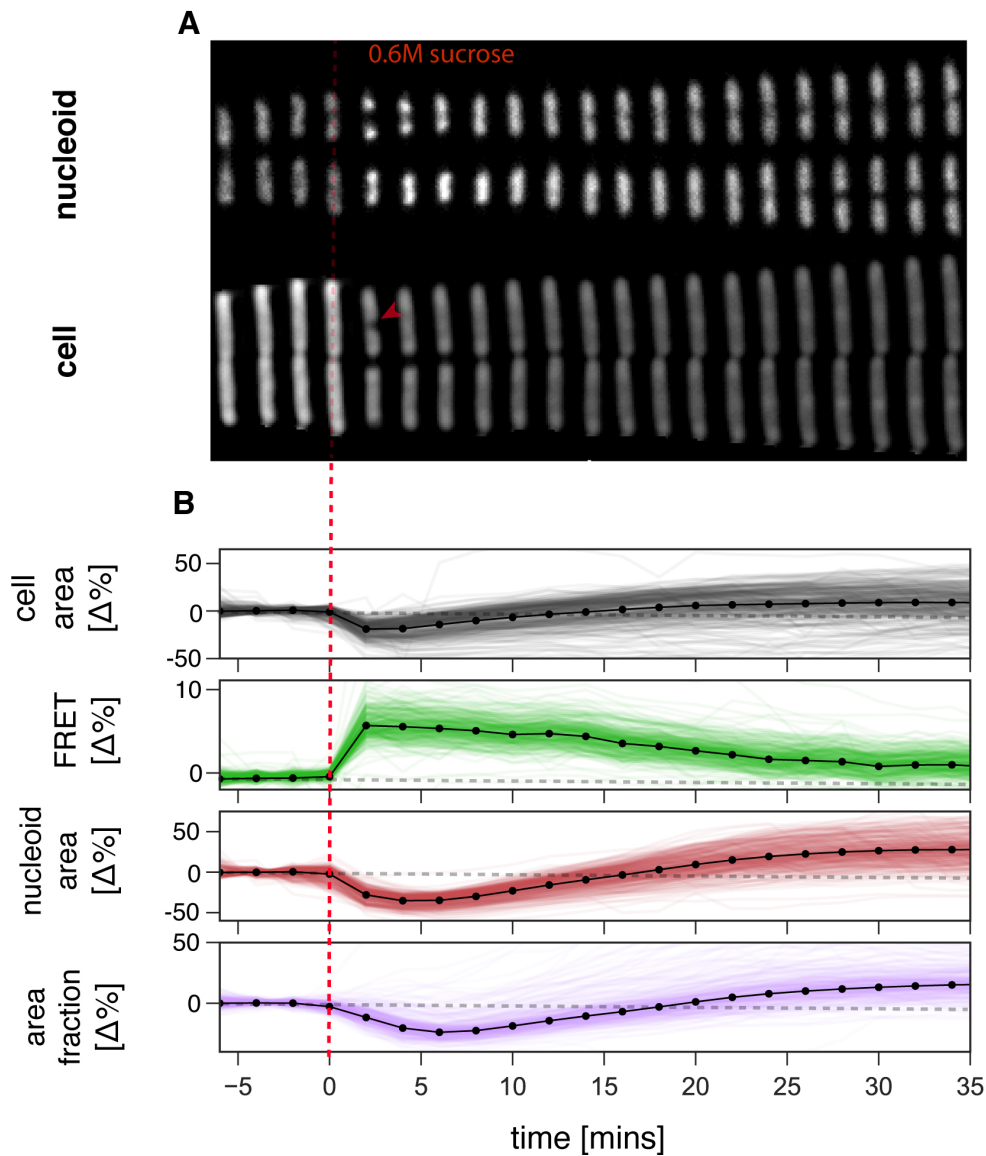 A
0.6M sucrose
nucleoid
cell
B
cell
area
[Δ%]
50
0
-50
FRET
[Δ%]
10
0
nucleoid
area
[Δ%]
50
0
-50
area
fraction
[Δ%]
50
0
−5 0 5 10 15 20 25 30 35
time [mins]